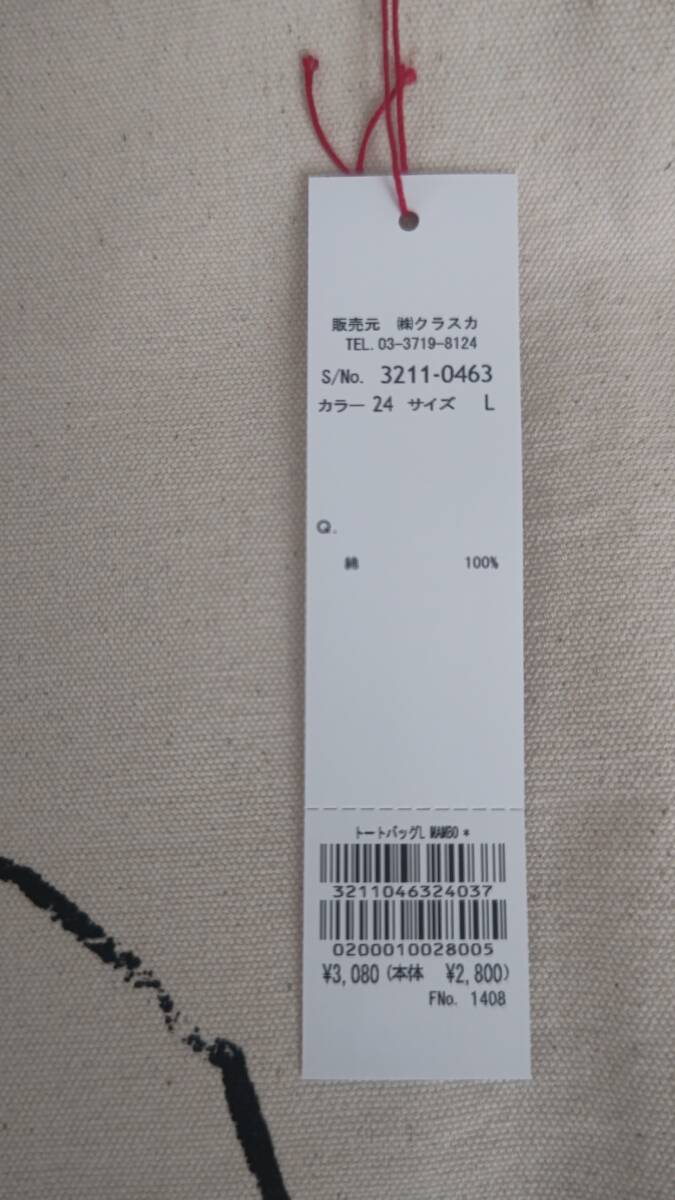 販売元 ㈱クラスカ
TEL.03-3719-8124
S/No. 3211-0463
カラー 24 サイズ L
Q.
綿 100%
トートバッグL MAMBO *
3211046324037
0200010028005
¥3,080(本体 ¥2,800)
FNo. 1408